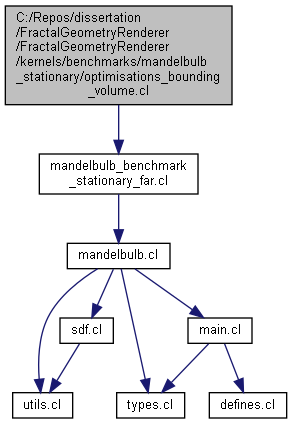 C:/Repos/dissertation
/FractalGeometryRenderer
/FractalGeometryRenderer
/kernels/benchmarks/mandelbulb
_stationary/optimisations_bounding
_volume.cl
mandelbulb_benchmark
_stationary_far.cl
mandelbulb.cl
sdf.cl
main.cl
utils.cl
types.cl
defines.cl